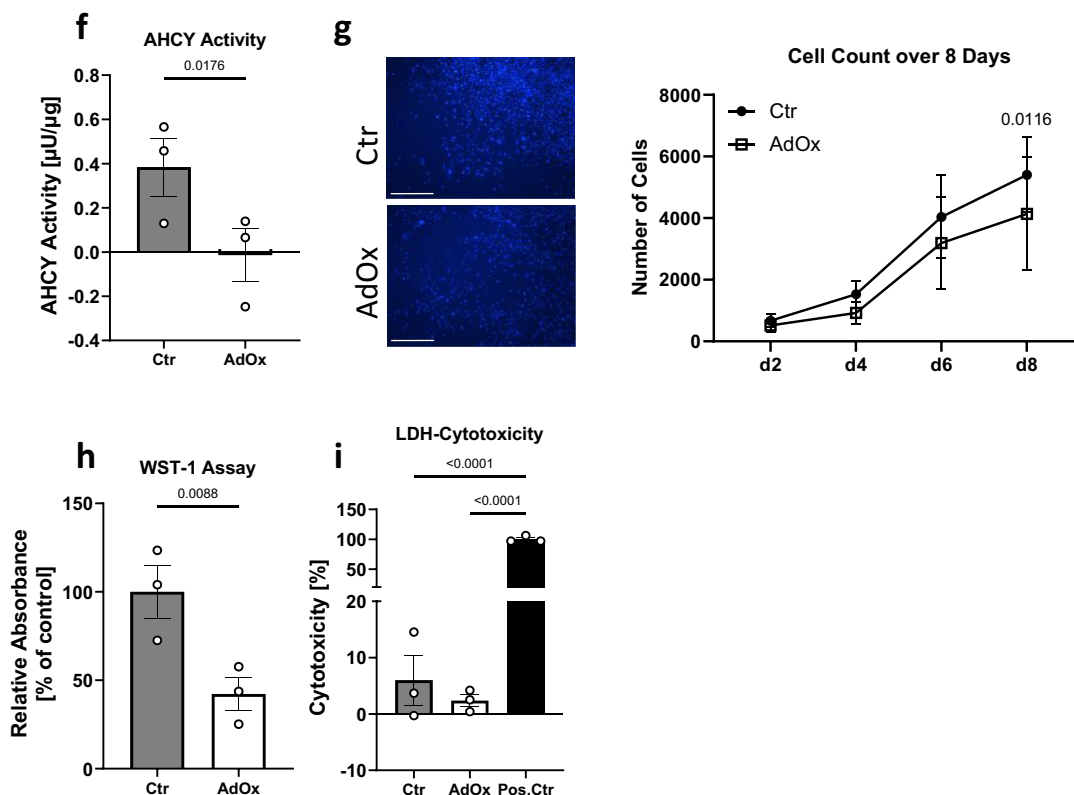 f
AHCY Activity
0.0176
AHCY Activity [µU/µg]
0.8
0.6
0.4
0.2
0.0
-0.2
-0.4
Ctr
AdOx
g
Ctr
AdOx
Cell Count over 8 Days
Ctr
AdOx
0.0116
Number of Cells
8000
6000
4000
2000
0
d2
d4
d6
d8
h
WST-1 Assay
0.0088
Relative Absorbance
[% of control]
150
100
50
0
Ctr
AdOx
i
LDH-Cytotoxicity
<0.0001
<0.0001
Cytotoxicity [%]
150
100
50
20
10
0
-10
Ctr
AdOx
Pos.Ctr